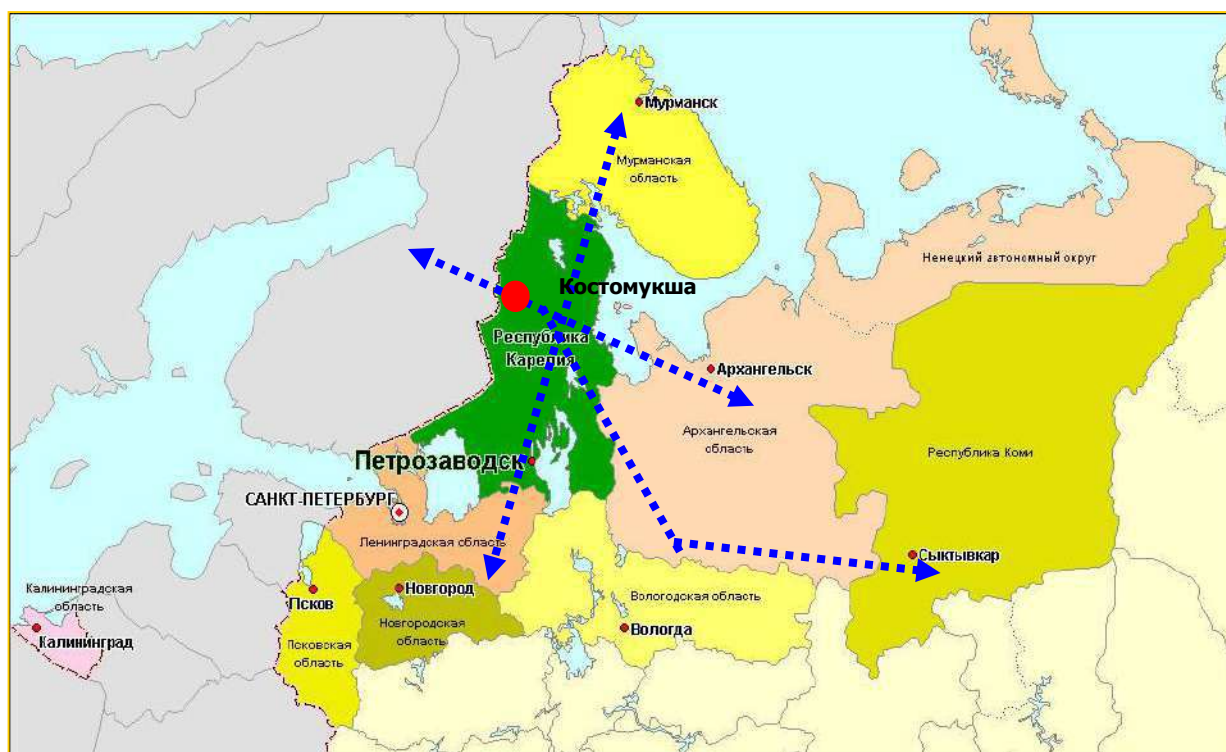 Мурманск
Мурманская
область
Ненецкий автономный округ
Костомукша
Республика
Карелия
Архангельск
Архангельская
область
Республика Коми
Петрозаводск
САНКТ-ПЕТЕРБУРГ
Ленинградская область
Сыктывкар
Калининградская
область
Псков
Новгород
Вологодская область
Новгородская
область
Калининград
Вологда
Псковская
область